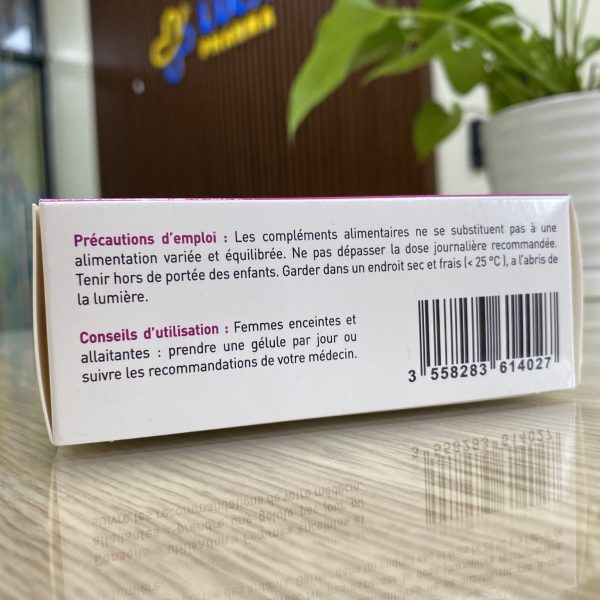 PHARMA
Précautions d'emploi : Les compléments alimentaires ne se substituent pas à une
alimentation variée et équilibrée. Ne pas dépasser la dose journalière recommandée.
Tenir hors de portée des enfants. Garder dans un endroit sec et frais (< 25 °C ), a l'abris de
la lumière.
Conseils d'utilisation : Femmes enceintes et
allaitantes : prendre une gélule par jour ou
suivre les recommandations de votre médecin.
3 558283 614027